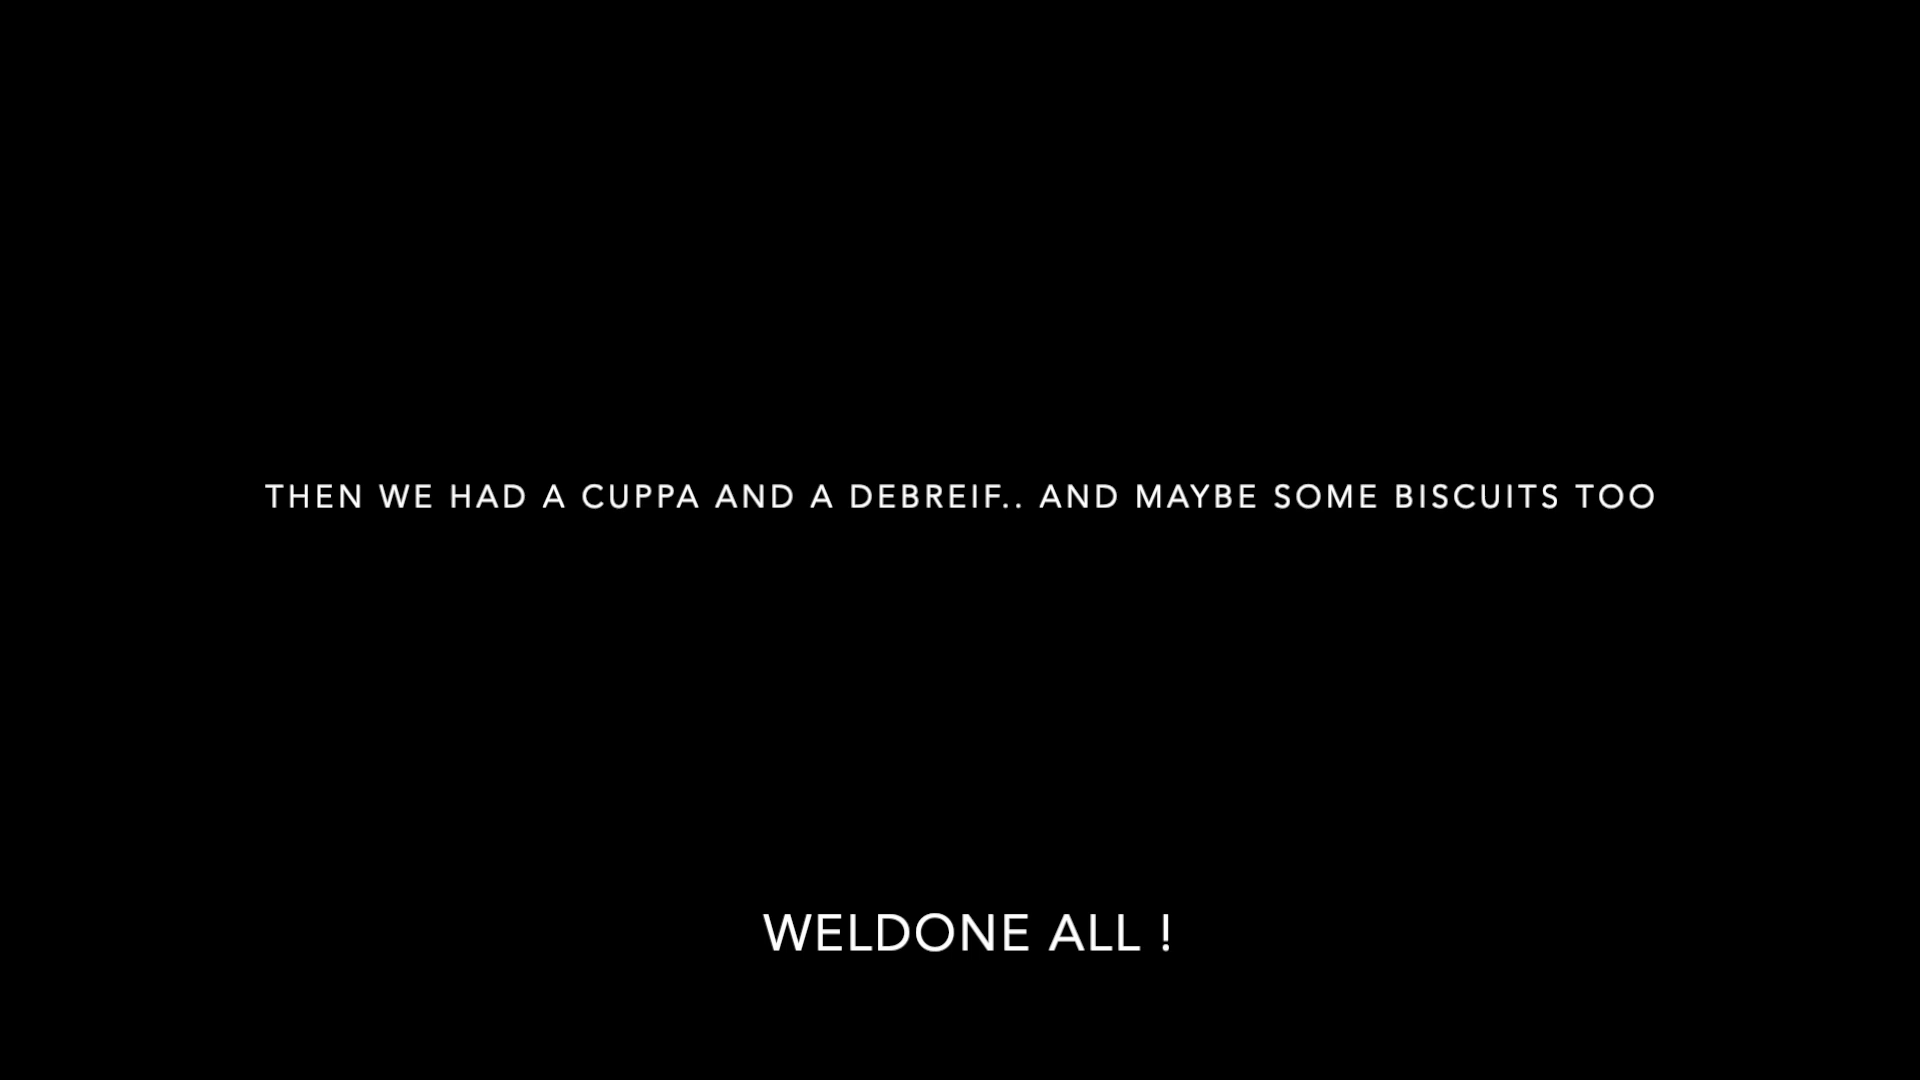 THEN WE HAD A CUPPA AND A DEBREIF.. AND MAYBE SOME BISCUITS TOO
WELDONE ALL !